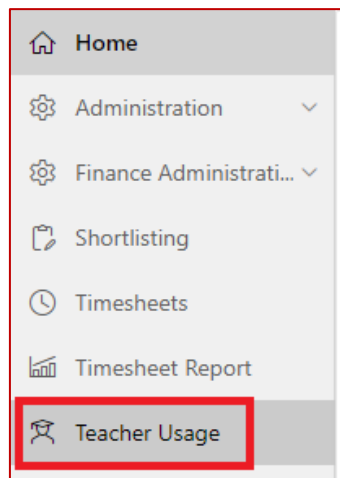 Home
Administration
Finance Administrati...
Shortlisting
Timesheets
Timesheet Report
Teacher Usage